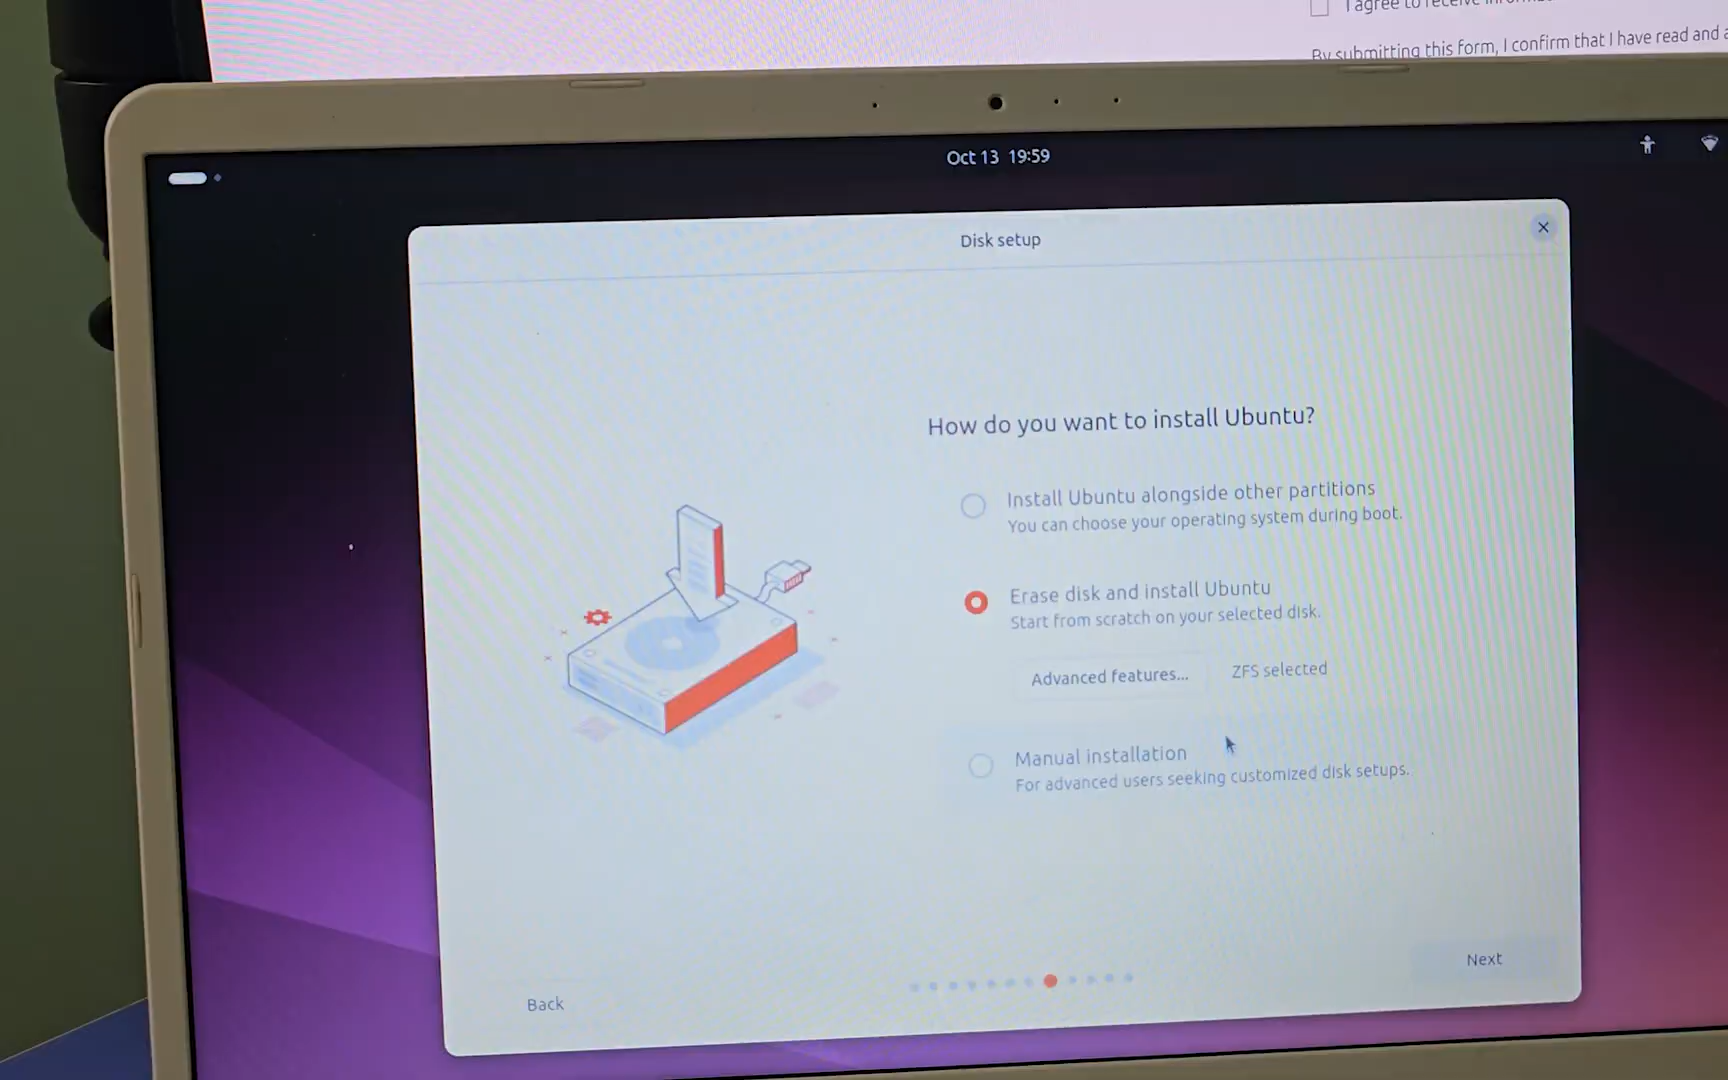 I agree to receive
By submitting this form, I confirm that I have read and
Oct 13 19:59
Disk setup
How do you want to install Ubuntu?
Install Ubuntu alongside other partitions
You can choose your operating system during boot.
Erase disk and install Ubuntu
Start from scratch on your selected disk.
Advanced features... ZFS selected
Manual installation
For advanced users seeking customized disk setups.
Back Next